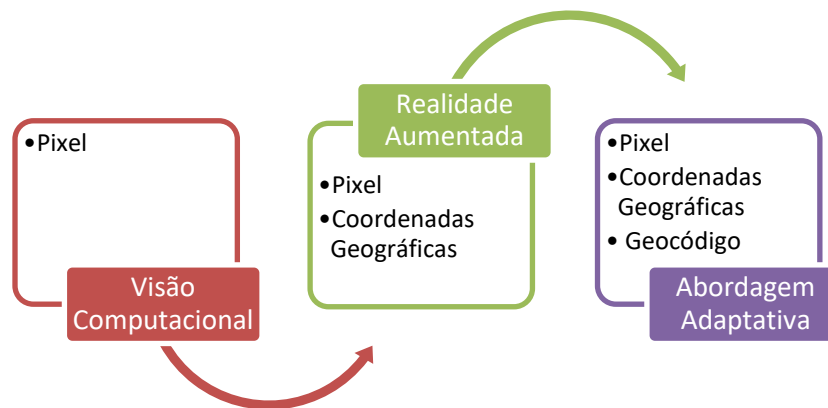 •Pixel
Visão
Computacional
Realidade
Aumentada
•Pixel
•Coordenadas
Geográficas
•Pixel
•Coordenadas
Geográficas
• Geocódigo
Abordagem
Adaptativa